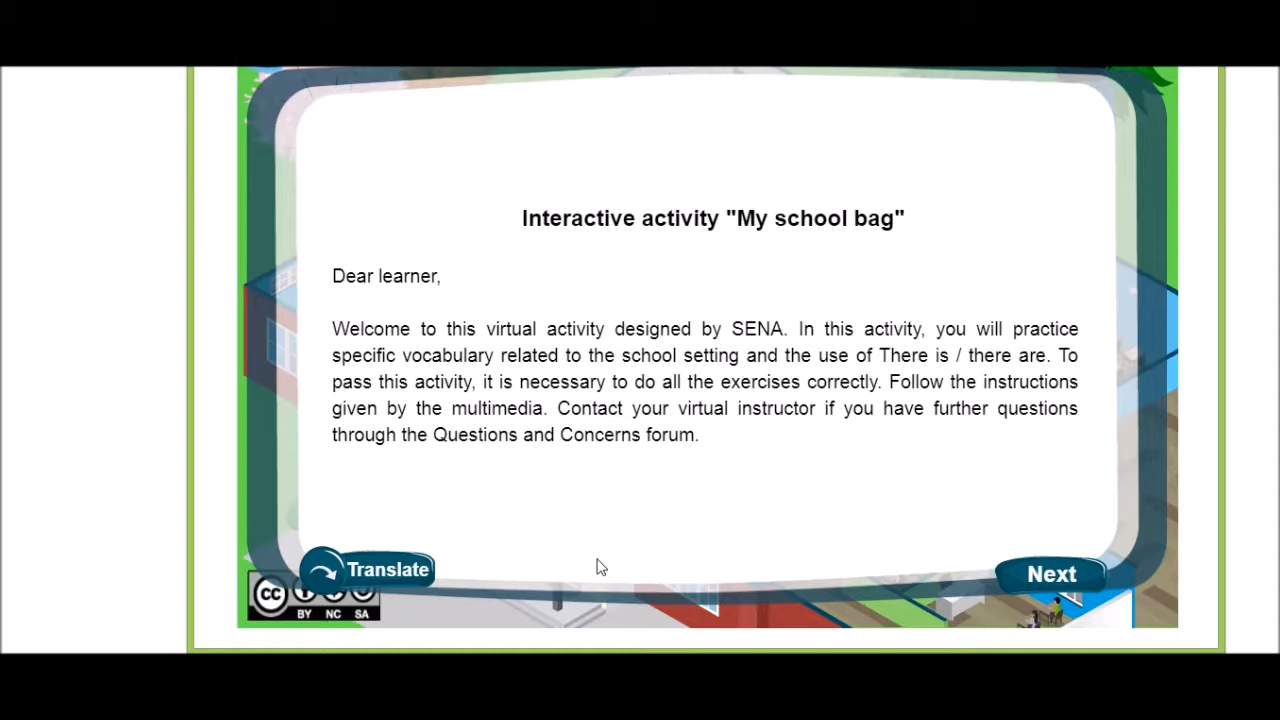 Interactive activity "My school bag"
Dear learner,
Welcome to this virtual activity designed by SENA. In this activity, you will practice
specific vocabulary related to the school setting and the use of There is / there are. To
pass this activity, it is necessary to do all the exercises correctly. Follow the instructions
given by the multimedia. Contact your virtual instructor if you have further questions
through the Questions and Concerns forum.
Translate
Next
CC
BY NC SA